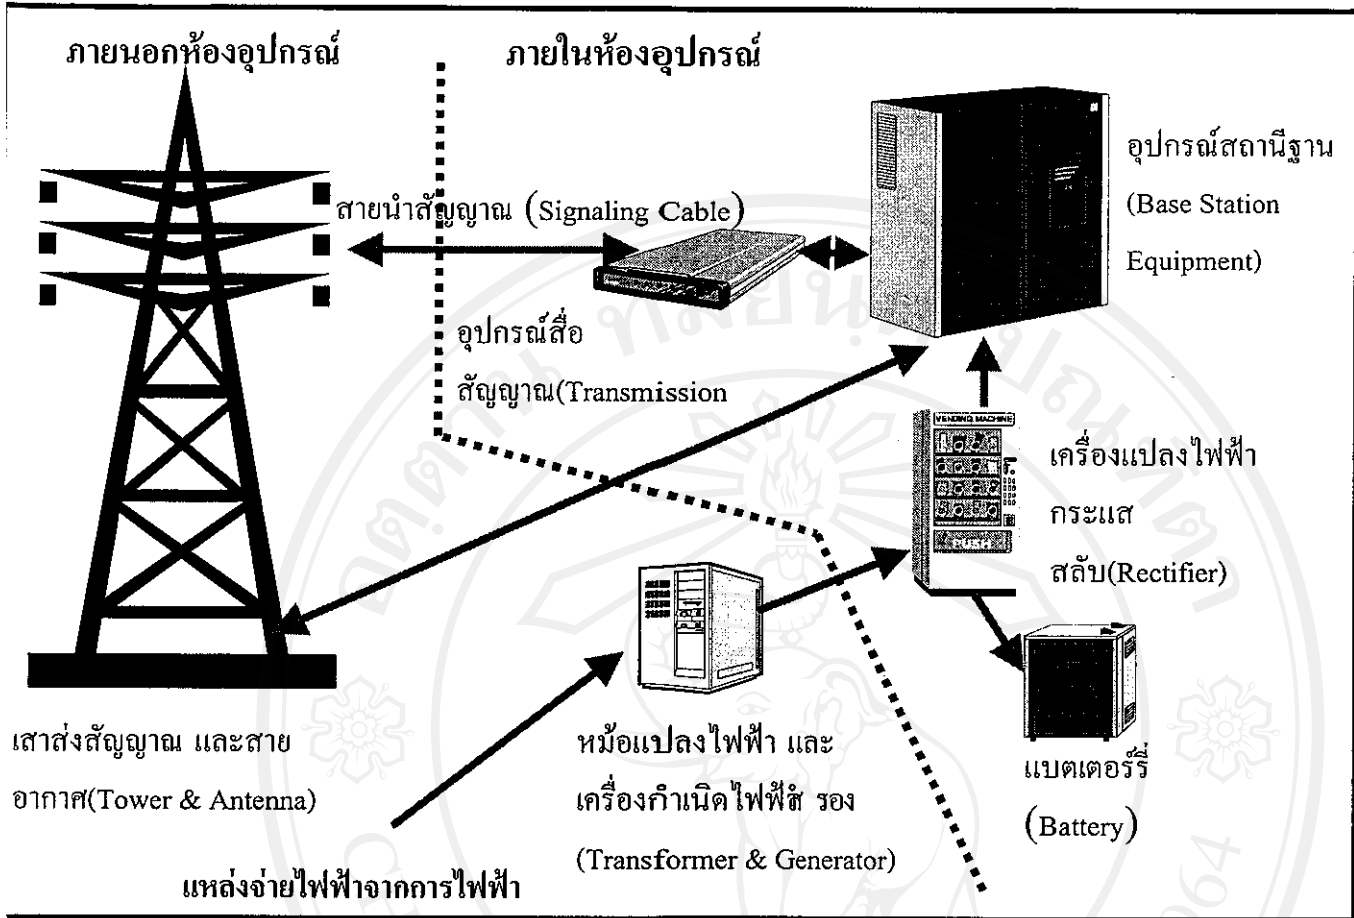 ภายนอกห้องอุปกรณ์
ภายในห้องอุปกรณ์
อุปกรณ์สถานีฐาน
(Base Station
Equipment)
สายนำสัญญาณ (Signaling Cable)
อุปกรณ์สื่อ
สัญญาณ(Transmission
VENDING MACHINE
PUSH
เครื่องแปลงไฟฟ้า
กระแส
สลับ(Rectifier)
เสาส่งสัญญาณ และสาย
อากาศ(Tower & Antenna)
หม้อแปลงไฟฟ้า และ
เครื่องกำเนิดไฟฟ้สำ รอง
(Transformer & Generator)
แบตเตอร์รี่
(Battery)
แหล่งจ่ายไฟฟ้าจากการไฟฟ้า